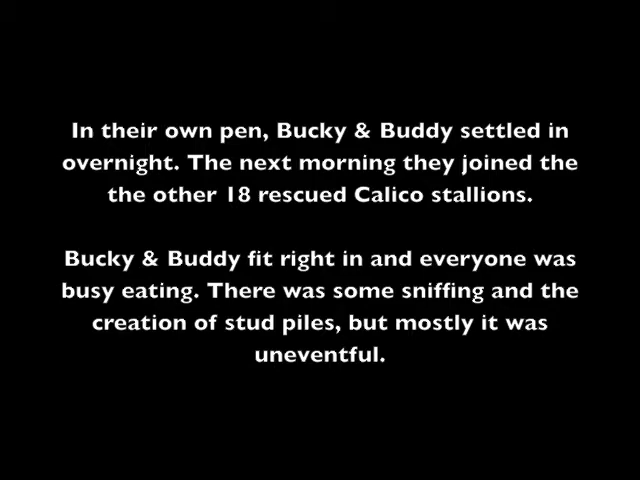 In their own pen, Bucky & Buddy settled in
overnight. The next morning they joined the
the other 18 rescued Calico stallions.
Bucky & Buddy fit right in and everyone was
busy eating. There was some sniffing and the
creation of stud piles, but mostly it was
uneventful.